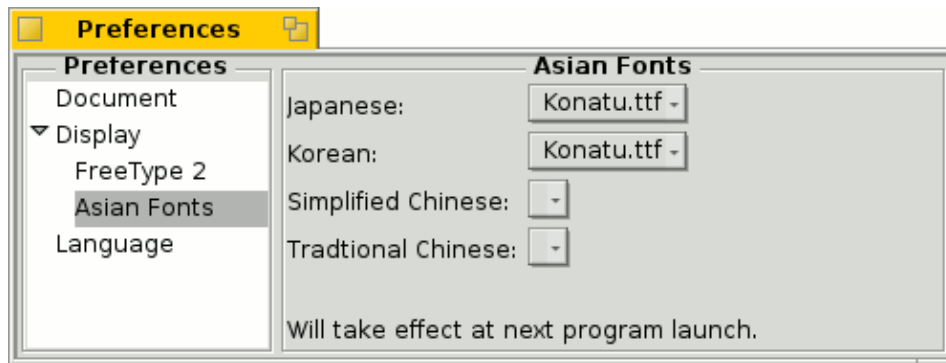 Preferences
Preferences
Document
Display
FreeType 2
Asian Fonts
Language
Asian Fonts
Japanese: Konatu.ttf
Korean: Konatu.ttf
Simplified Chinese:
Tradtional Chinese:
Will take effect at next program launch.